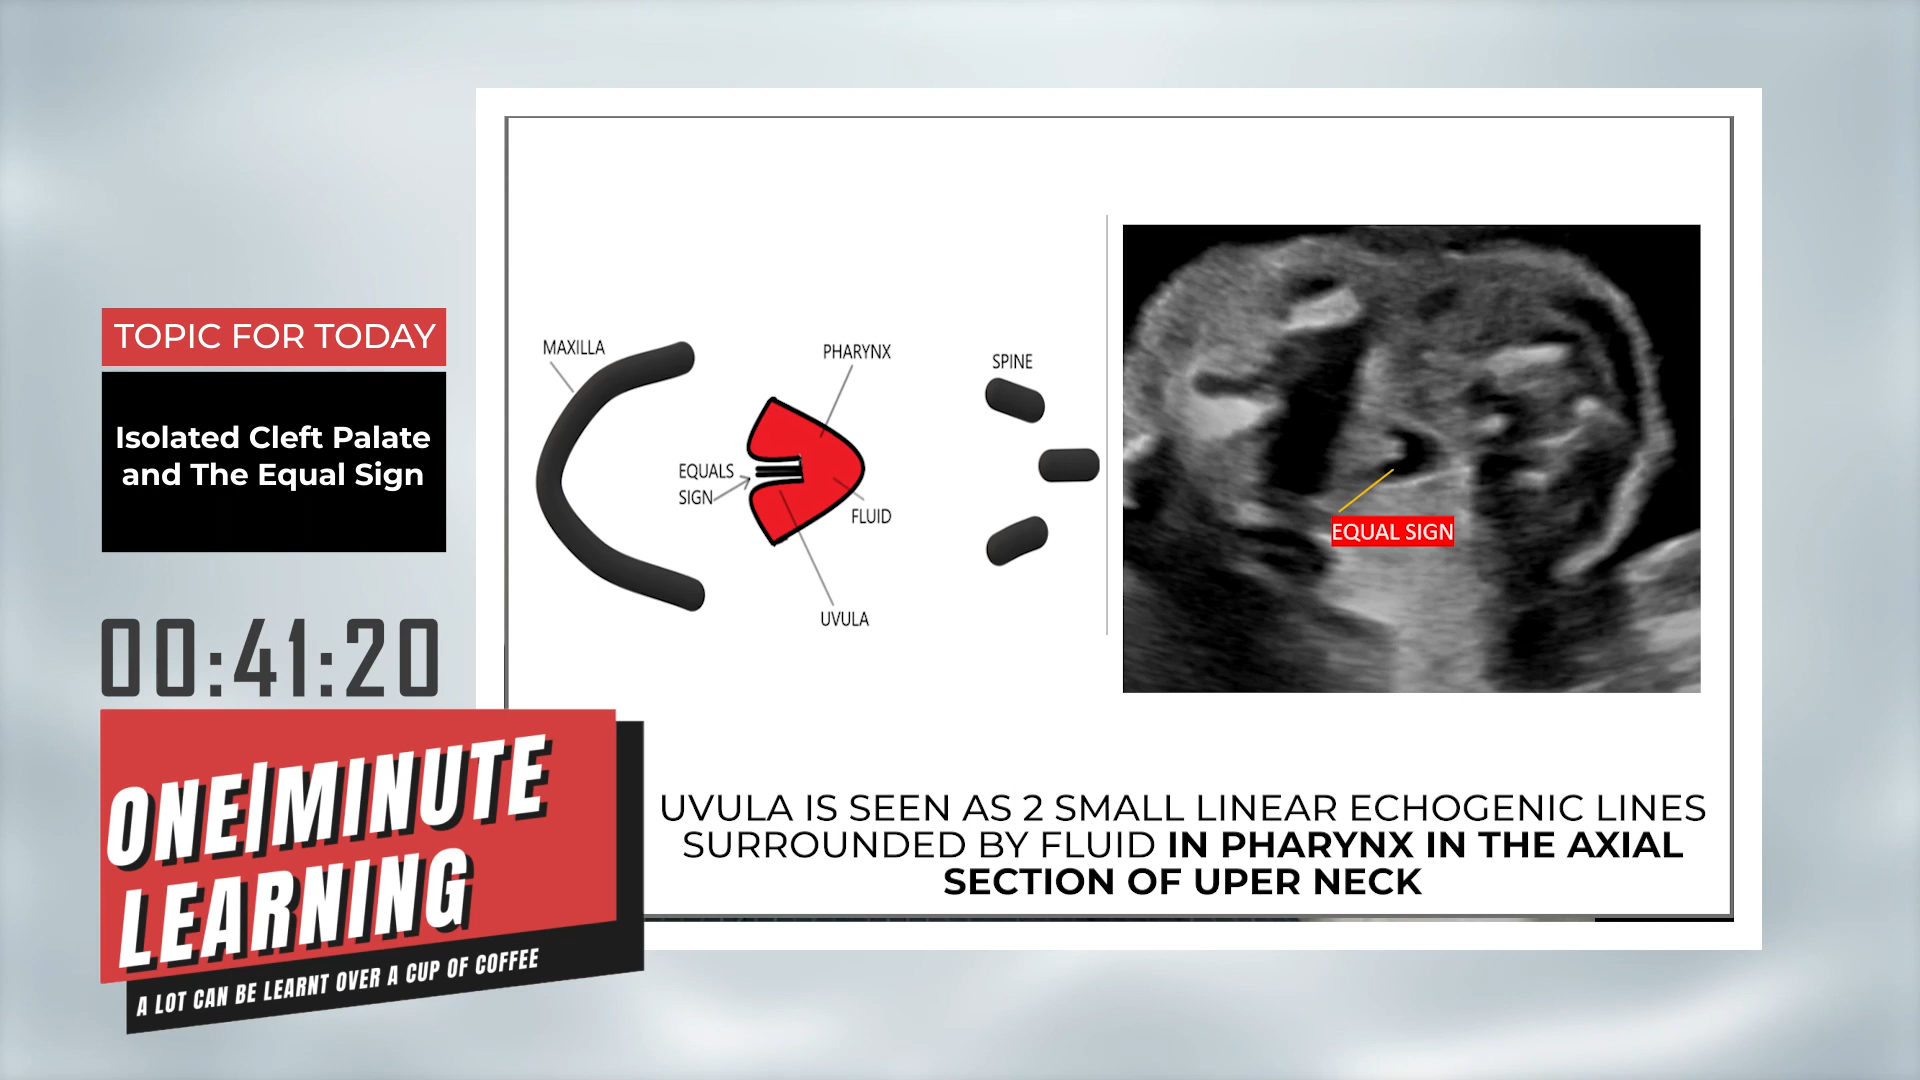 TOPIC FOR TODAY
Isolated Cleft Palate
and The Equal Sign
00:41:20
ONE|MINUTE
LEARNING
A LOT CAN BE LEARNT OVER A CUP OF COFFEE
MAXILLA
PHARYNX
SPINE
EQUALS
SIGN
FLUID
UVULA
EQUAL SIGN
UVULA IS SEEN AS 2 SMALL LINEAR ECHOGENIC LINES
SURROUNDED BY FLUID IN PHARYNX IN THE AXIAL
SECTION OF UPER NECK